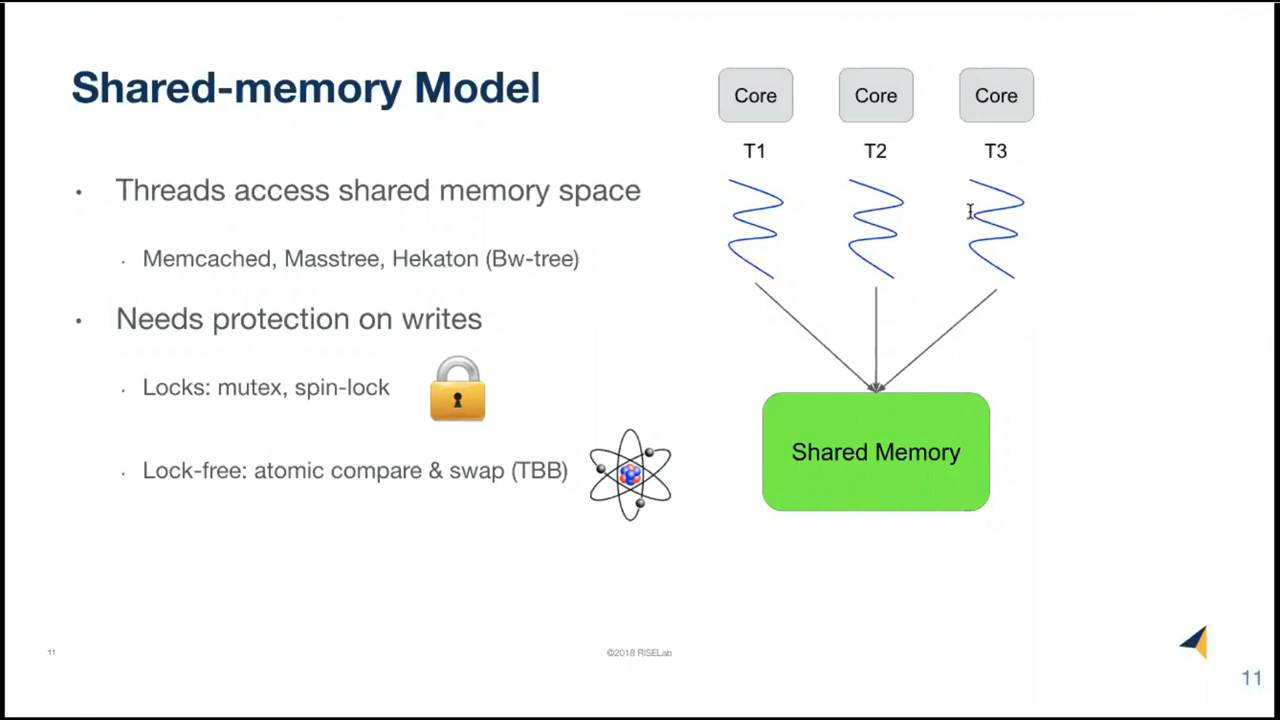 Shared-memory Model
• Threads access shared memory space
· Memcached, Masstree, Hekaton (Bw-tree)
• Needs protection on writes
· Locks: mutex, spin-lock
· Lock-free: atomic compare & swap (TBB)
Core Core Core
T1 T2 T3
Shared Memory
11
©2018 RISELab
11